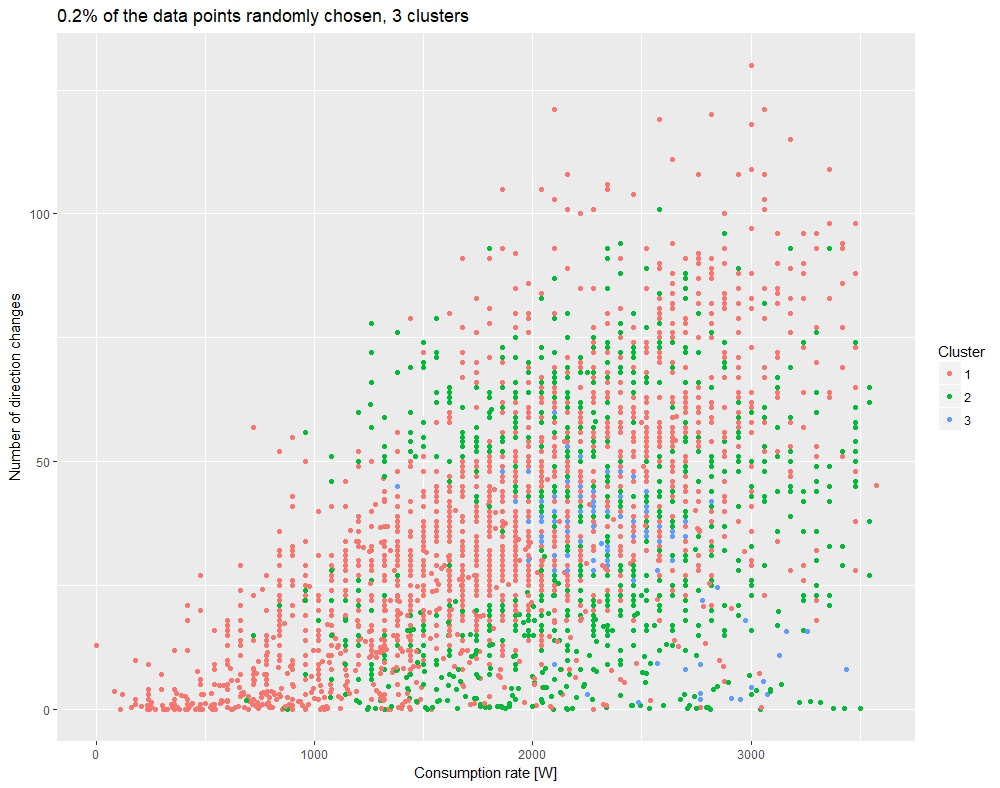 0.2% of the data points randomly chosen, 3 clusters
Number of direction changes
100
50
0
0
1000
2000
3000
Consumption rate [W]
Cluster
1
2
3